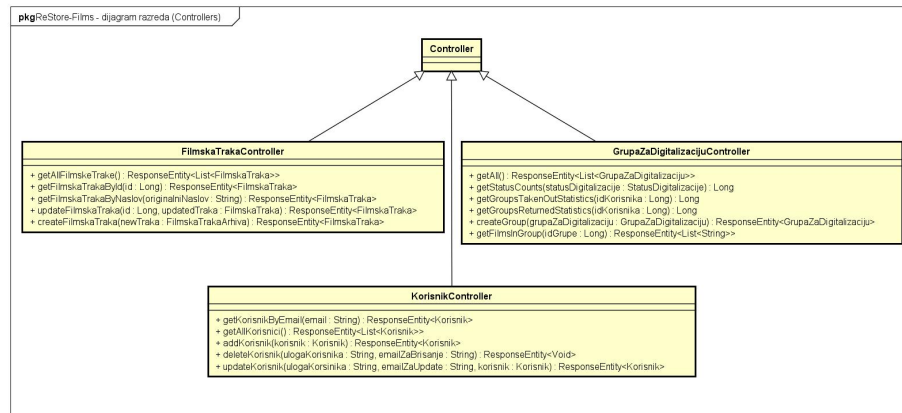 pkg ReStore-Films - dijagram razreda (Controllers)
Controller
FilmskaTrakaController
+ getAllFilmskeTrake() : ResponseEntity<List<FilmskaTraka>>
+ getFilmskaTrakaById(id : Long) : ResponseEntity<FilmskaTraka>
+ getFilmskaTrakaByNaslov(originalniNaslov : String) : ResponseEntity<FilmskaTraka>
+ updateFilmskaTraka(id : Long, updatedTraka : FilmskaTraka) : ResponseEntity<FilmskaTraka>
+ createFilmskaTraka(newTraka : FilmskaTrakaArhiva) : ResponseEntity<FilmskaTraka>
GrupaZaDigitalizacijuController
+ getAll() : ResponseEntity<List<GrupaZaDigitalizaciju>>
+ getStatusCounts(statusDigitalizacije : StatusDigitalizacije) : Long
+ getGroupsTakenOutStatistics(idKorisnika : Long) : Long
+ getGroupsReturnedStatistics(idKorisnika : Long) : Long
+ createGroup(grupaZaDigitalizaciju : GrupaZaDigitalizaciju) : ResponseEntity<GrupaZaDigitalizaciju>
+ getFilmsInGroup(idGrupe : Long) : ResponseEntity<List<String>>
KorisnikController
+ getKorisnikByEmail(email : String) : ResponseEntity<Korisnik>
+ getAllKorisnici() : ResponseEntity<List<Korisnik>>
+ addKorisnik(korisnik : Korisnik) : ResponseEntity<Korisnik>
+ deleteKorisnik(ulogaKorisnika : String, emailZaBrisanje : String) : ResponseEntity<Void>
+ updateKorisnik(ulogaKorsinika : String, emailZaUpdate : String, korisnik : Korisnik) : ResponseEntity<Korisnik>